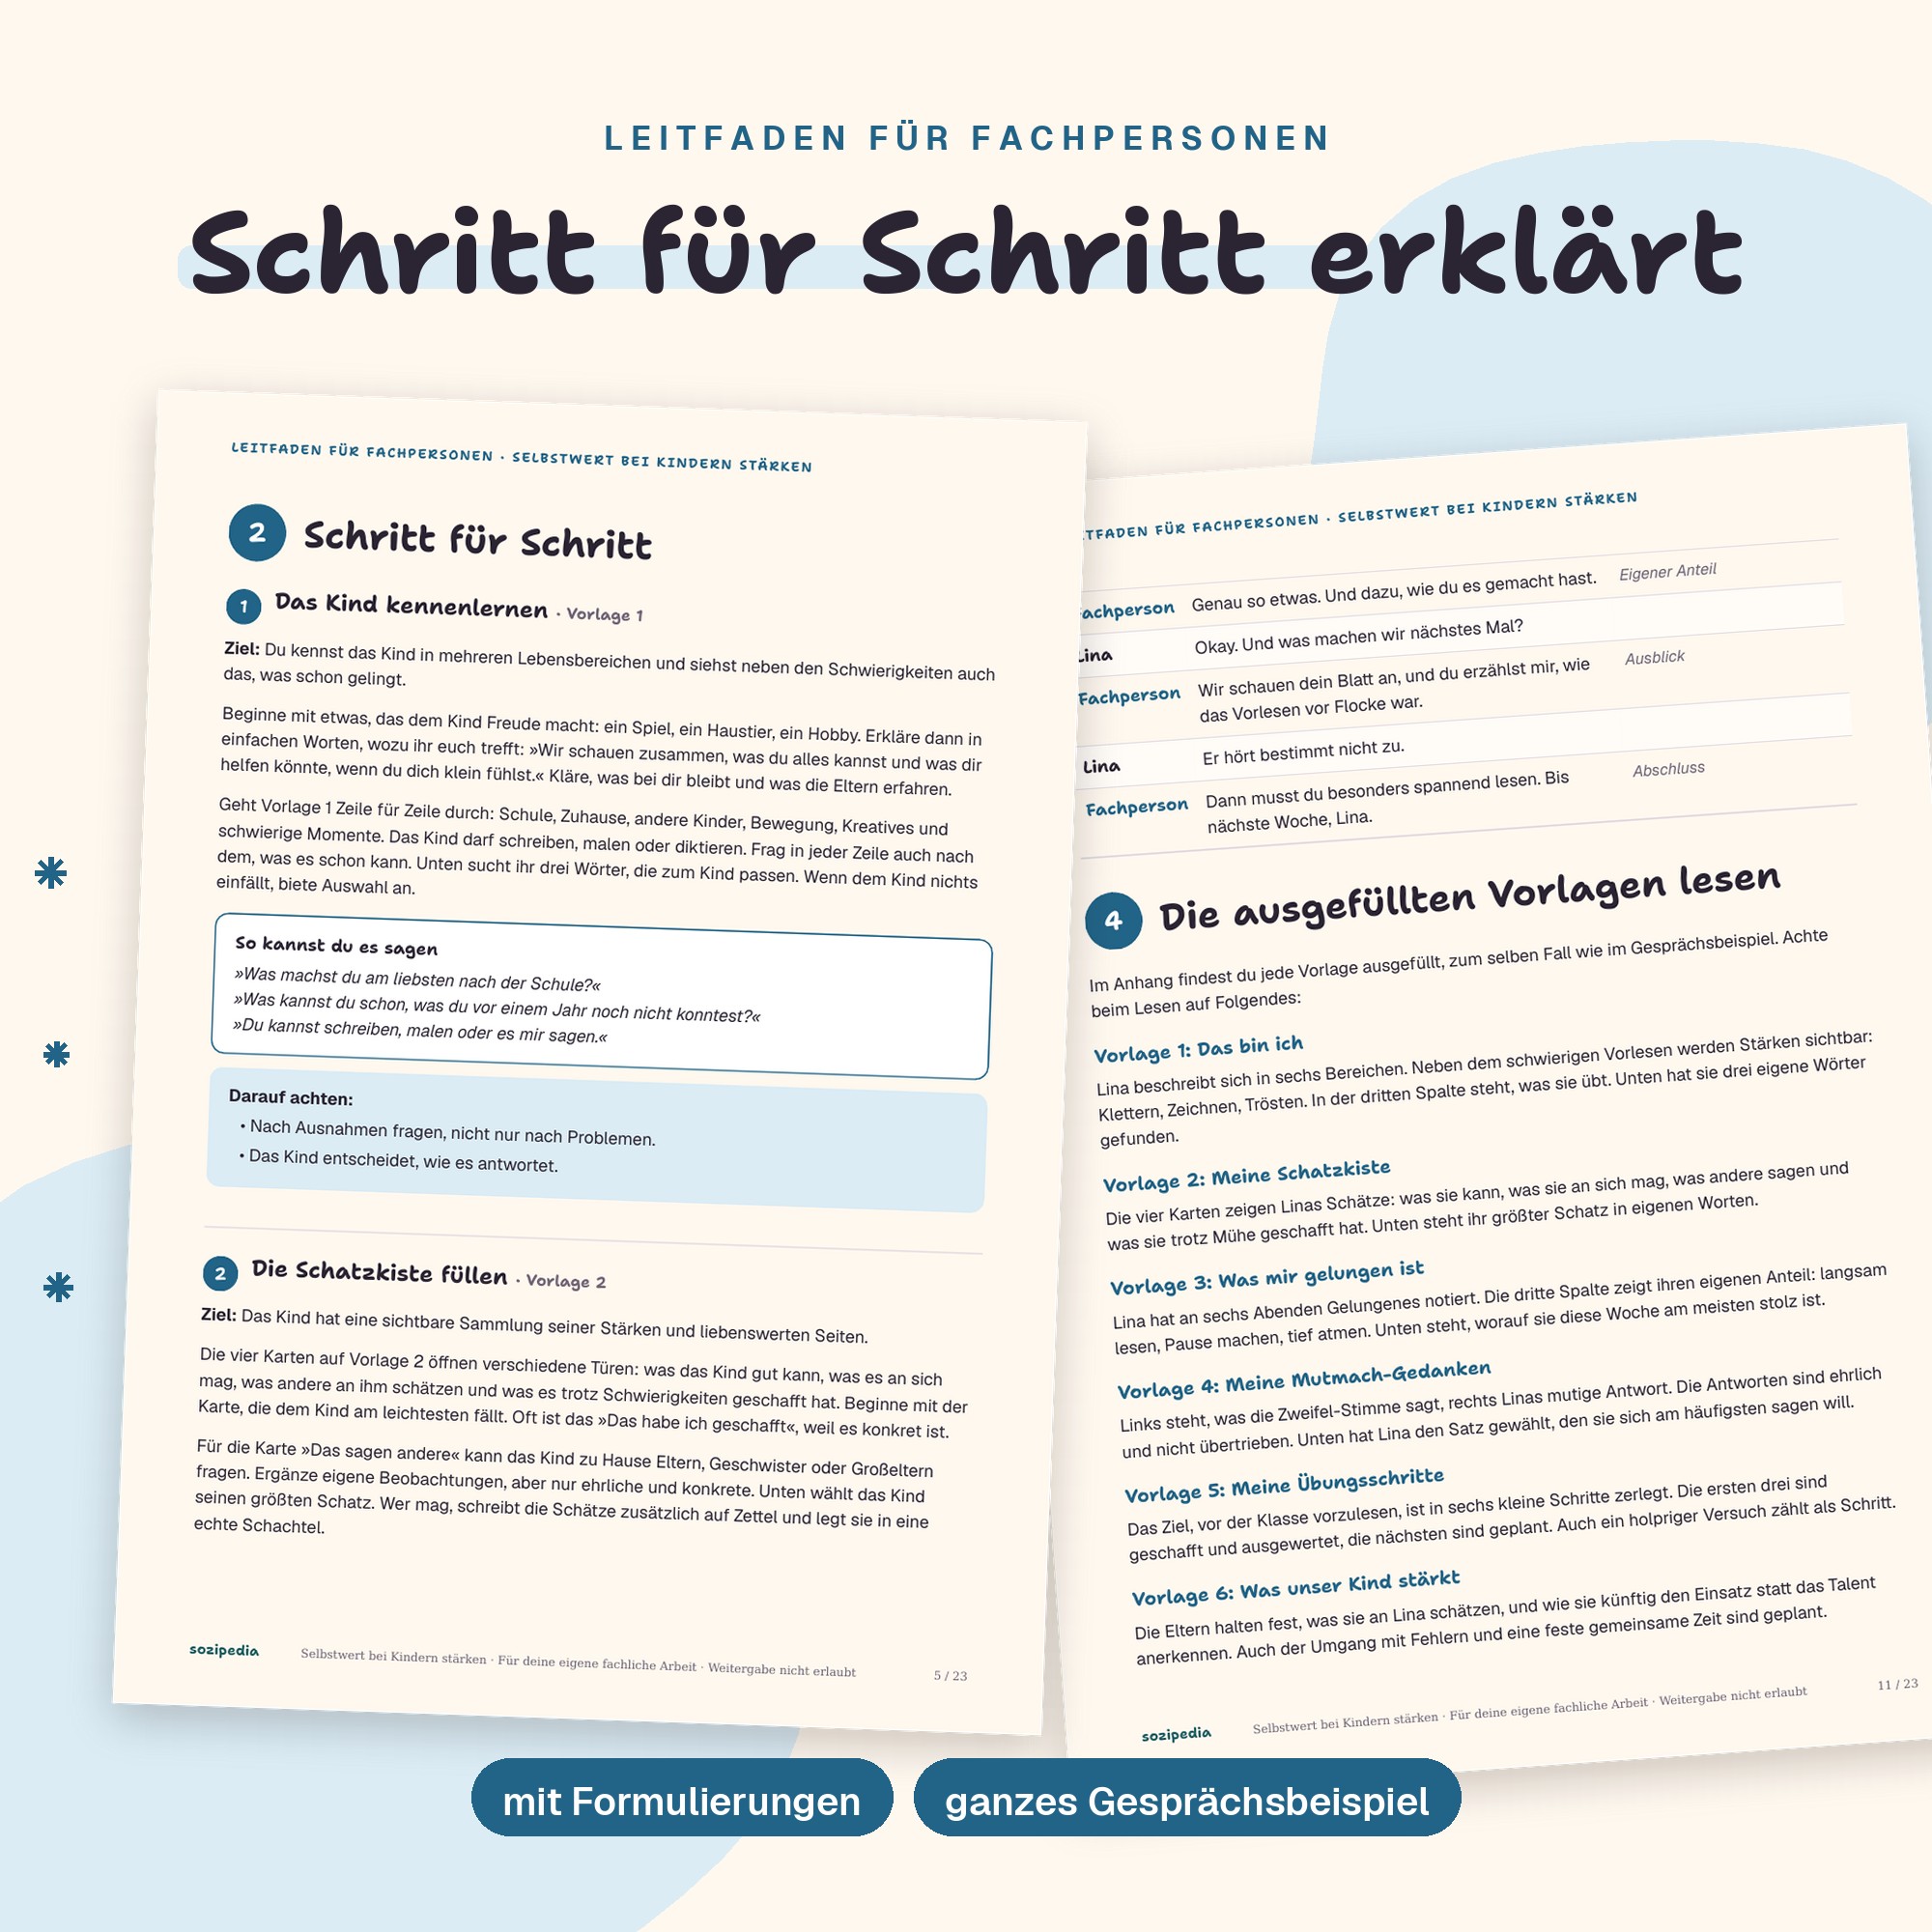 LEITFADEN FÜR FACHPERSONEN
Schritt für Schritt erklärt
LEITFADEN FÜR FACHPERSONEN · SELBSTWERT BEI KINDERN STÄRKEN
2 Schritt für Schritt
1 Das Kind kennenlernen · Vorlage 1
Ziel: Du kennst das Kind in mehreren Lebensbereichen und siehst neben den Schwierigkeiten auch
das, was schon gelingt.
Beginne mit etwas, das dem Kind Freude macht: ein Spiel, ein Haustier, ein Hobby. Erkläre dann in
einfachen Worten, wozu ihr euch trefft: »Wir schauen zusammen, was du alles kannst und was dir
helfen könnte, wenn du dich klein fühlst.« Kläre, was bei dir bleibt und was die Eltern erfahren.
Geht Vorlage 1 Zeile für Zeile durch: Schule, Zuhause, andere Kinder, Bewegung, Kreatives und
schwierige Momente. Das Kind darf schreiben, malen oder diktieren. Frag in jeder Zeile auch nach
dem, was es schon kann. Unten sucht ihr drei Wörter, die zum Kind passen. Wenn dem Kind nichts
einfällt, biete Auswahl an.
So kannst du es sagen
»Was machst du am liebsten nach der Schule?«
»Was kannst du schon, was du vor einem Jahr noch nicht konntest?«
»Du kannst schreiben, malen oder es mir sagen.«
Darauf achten:
• Nach Ausnahmen fragen, nicht nur nach Problemen.
• Das Kind entscheidet, wie es antwortet.
2 Die Schatzkiste füllen · Vorlage 2
Ziel: Das Kind hat eine sichtbare Sammlung seiner Stärken und liebenswerten Seiten.
Die vier Karten auf Vorlage 2 öffnen verschiedene Türen: was das Kind gut kann, was es an sich
mag, was andere an ihm schätzen und was es trotz Schwierigkeiten geschafft hat. Beginne mit der
Karte, die dem Kind am leichtesten fällt. Oft ist das »Das habe ich geschafft«, weil es konkret ist.
Für die Karte »Das sagen andere« kann das Kind zu Hause Eltern, Geschwister oder Großeltern
fragen. Ergänze eigene Beobachtungen, aber nur ehrliche und konkrete. Unten wählt das Kind
seinen größten Schatz. Wer mag, schreibt die Schätze zusätzlich auf Zettel und legt sie in eine
echte Schachtel.
sozipedia Selbstwert bei Kindern stärken · Für deine eigene fachliche Arbeit · Weitergabe nicht erlaubt 5 / 23
FÜR FACHPERSONEN · SELBSTWERT BEI KINDERN STÄRKEN
Fachperson Genau so etwas. Und dazu, wie du es gemacht hast. Eigener Anteil
Lina Okay. Und was machen wir nächstes Mal?
Fachperson Wir schauen dein Blatt an, und du erzählst mir, wie Ausblick
das Vorlesen vor Flocke war.
Lina Er hört bestimmt nicht zu.
Fachperson Dann musst du besonders spannend lesen. Bis Abschluss
nächste Woche, Lina.
4 Die ausgefüllten Vorlagen lesen
Im Anhang findest du jede Vorlage ausgefüllt, zum selben Fall wie im Gesprächsbeispiel. Achte
beim Lesen auf Folgendes:
Vorlage 1: Das bin ich
Lina beschreibt sich in sechs Bereichen. Neben dem schwierigen Vorlesen werden Stärken sichtbar:
Klettern, Zeichnen, Trösten. In der dritten Spalte steht, was sie übt. Unten hat sie drei eigene Wörter
gefunden.
Vorlage 2: Meine Schatzkiste
Die vier Karten zeigen Linas Schätze: was sie kann, was sie an sich mag, was andere sagen und
was sie trotz Mühe geschafft hat. Unten steht ihr größter Schatz in eigenen Worten.
Vorlage 3: Was mir gelungen ist
Lina hat an sechs Abenden Gelungenes notiert. Die dritte Spalte zeigt ihren eigenen Anteil: langsam
lesen, Pause machen, tief atmen. Unten steht, worauf sie diese Woche am meisten stolz ist.
Vorlage 4: Meine Mutmach-Gedanken
Links steht, was die Zweifel-Stimme sagt, rechts Linas mutige Antwort. Die Antworten sind ehrlich
und nicht übertrieben. Unten hat Lina den Satz gewählt, den sie sich am häufigsten sagen will.
Vorlage 5: Meine Übungsschritte
Das Ziel, vor der Klasse vorzulesen, ist in sechs kleine Schritte zerlegt. Die ersten drei sind
geschafft und ausgewertet, die nächsten sind geplant. Auch ein holpriger Versuch zählt als Schritt.
Vorlage 6: Was unser Kind stärkt
Die Eltern halten fest, was sie an Lina schätzen, und wie sie künftig den Einsatz statt das Talent
anerkennen. Auch der Umgang mit Fehlern und eine feste gemeinsame Zeit sind geplant.
sozipedia Selbstwert bei Kindern stärken · Für deine eigene fachliche Arbeit · Weitergabe nicht erlaubt 11 / 23
mit Formulierungen
ganzes Gesprächsbeispiel